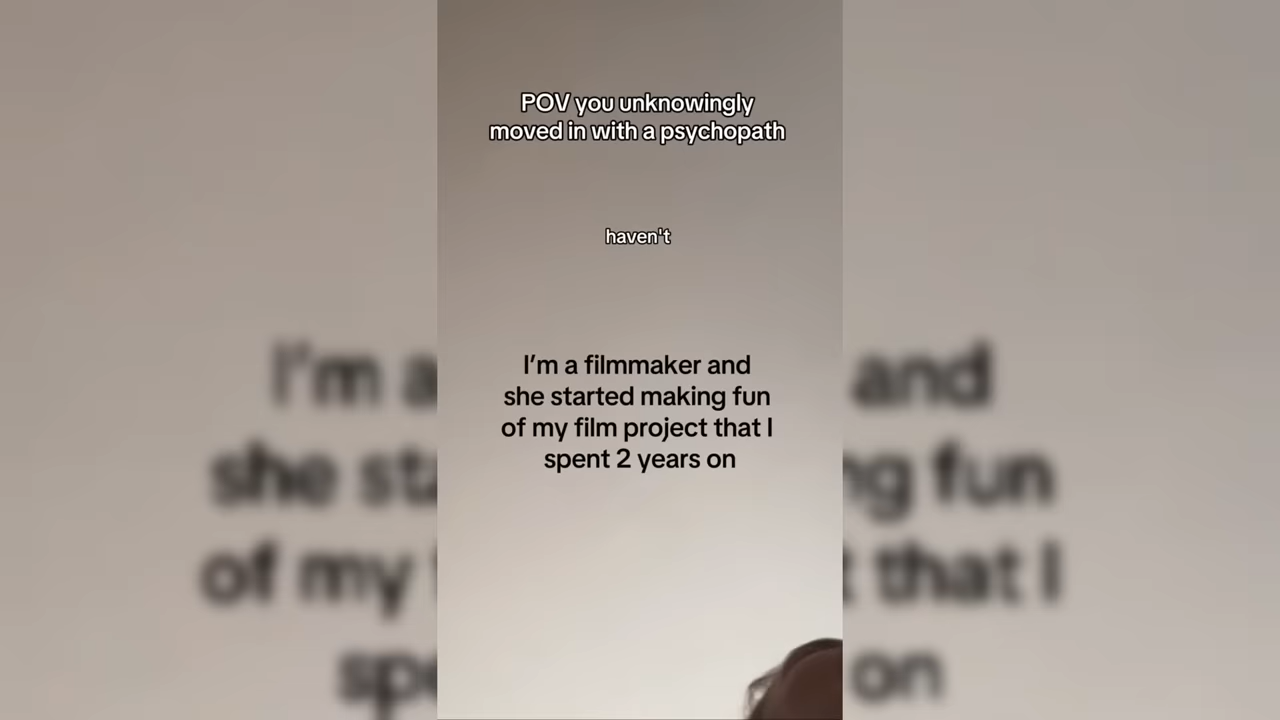 POV you unknowingly
moved in with a psychopath
haven't
I'm a filmmaker and
she started making fun
of my film project that I
spent 2 years on